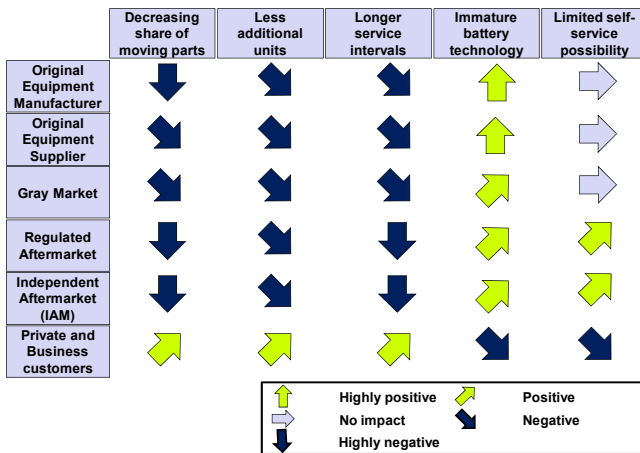 Decreasing
share of
moving parts
Less
additional
units
Longer
service
intervals
Immature
battery
technology
Limited self-
service
possibility
Original
Equipment
Manufacturer
Original
Equipment
Supplier
Gray Market
Regulated
Aftermarket
Independent
Aftermarket
(IAM)
Private and
Business
customers
Highly positive
Positive
No impact
Negative
Highly negative